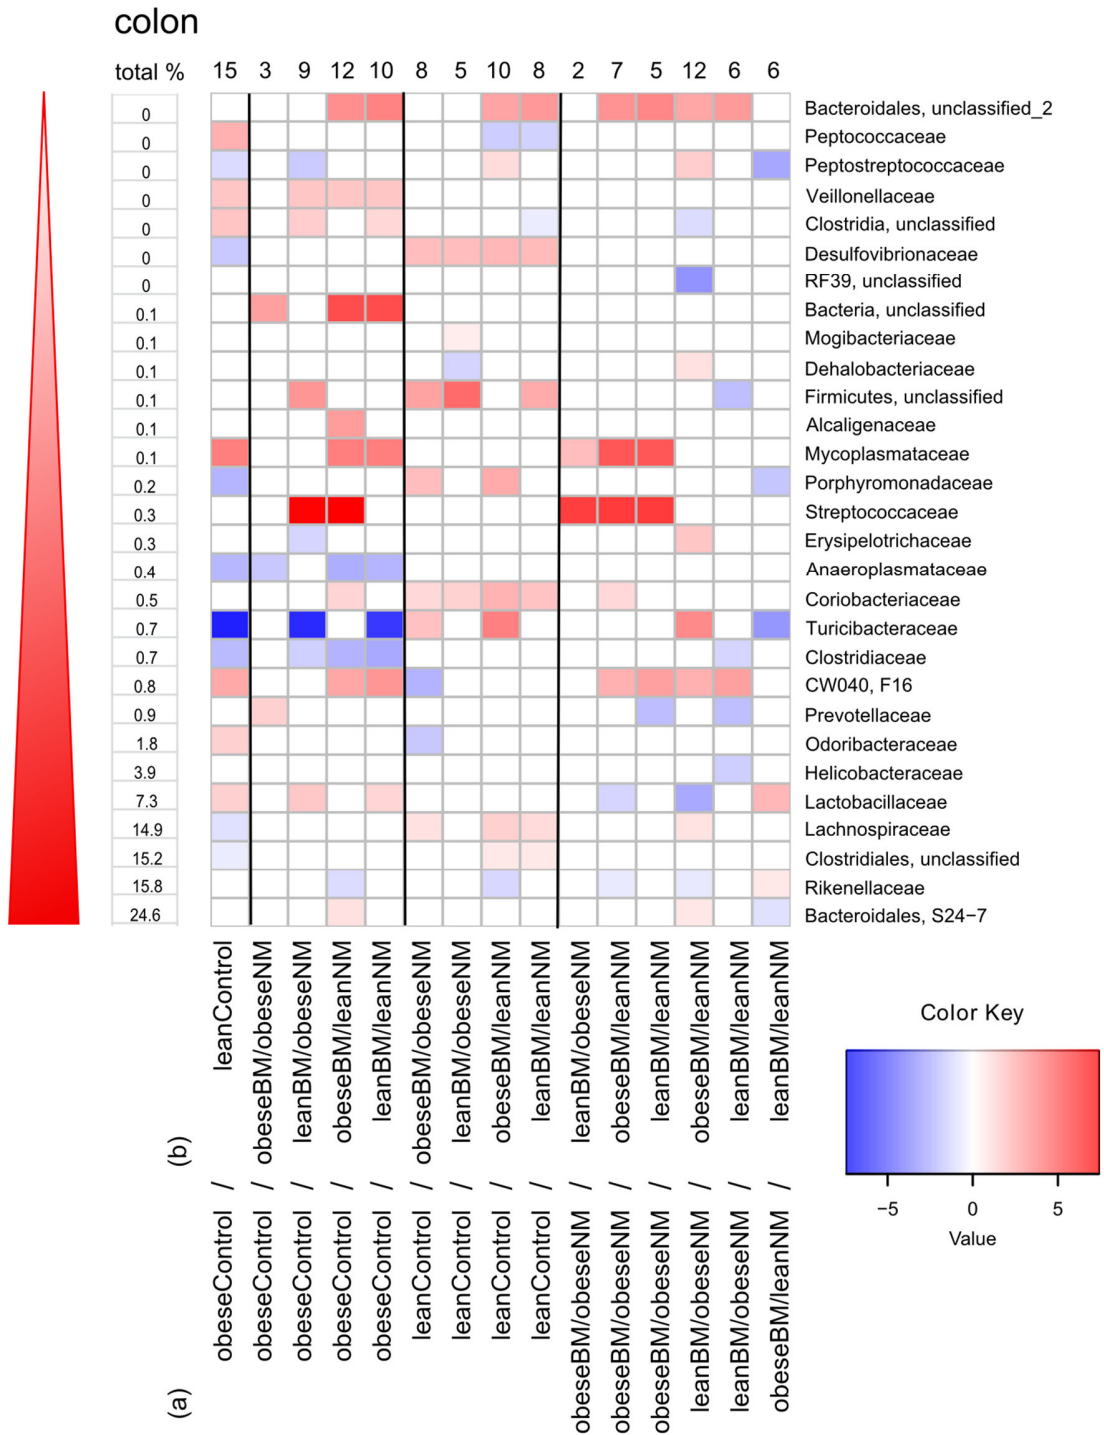 colon
total % 15 3 9 12 10 8 5 10 8 2 7 5 12 6 6
0 Bacteroidales, unclassified_2
0 Peptococcaceae
0 Peptostreptococcaceae
0 Veillonellaceae
0 Clostridia, unclassified
0 Desulfovibrionaceae
0 RF39, unclassified
0.1 Bacteria, unclassified
0.1 Mogibacteriaceae
0.1 Dehalobacteriaceae
0.1 Firmicutes, unclassified
0.1 Alcaligenaceae
0.1 Mycoplasmataceae
0.2 Porphyromonadaceae
0.3 Streptococcaceae
0.3 Erysipelotrichaceae
0.4 Anaeroplasmataceae
0.5 Coriobacteriaceae
0.7 Turicibacteraceae
0.7 Clostridiaceae
0.8 CW040, F16
0.9 Prevotellaceae
1.8 Odoribacteraceae
3.9 Helicobacteraceae
7.3 Lactobacillaceae
14.9 Lachnospiraceae
15.2 Clostridiales, unclassified
15.8 Rikenellaceae
24.6 Bacteroidales, S24−7
(a) (b)
obeseControl / leanControl
obeseControl / obeseBM/obeseNM
obeseControl / leanBM/obeseNM
obeseControl / obeseBM/leanNM
obeseControl / leanBM/leanNM
leanControl / obeseBM/obeseNM
leanControl / leanBM/obeseNM
leanControl / obeseBM/leanNM
leanControl / leanBM/leanNM
obeseBM/obeseNM / leanBM/obeseNM
obeseBM/obeseNM / obeseBM/leanNM
obeseBM/obeseNM / leanBM/leanNM
leanBM/obeseNM / obeseBM/leanNM
leanBM/obeseNM / leanBM/leanNM
obeseBM/leanNM / leanBM/leanNM
Color Key
−5 0 5
Value